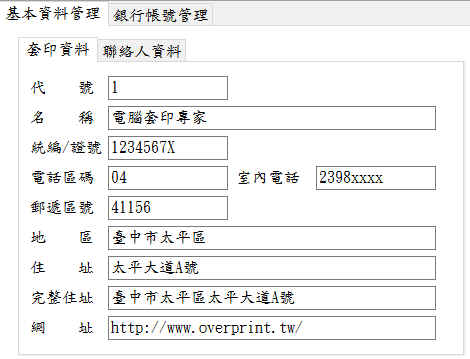 基本資料管理 銀行帳號管理
套印資料 聯絡人資料
代 號 1
名 稱 電腦套印專家
統編/證號 1234567X
電話區碼 04 室內電話 2398xxxx
郵遞區號 41156
地 區 臺中市太平區
住 址 太平大道A號
完整住址 臺中市太平區太平大道A號
網 址 http://www.overprint.tw/